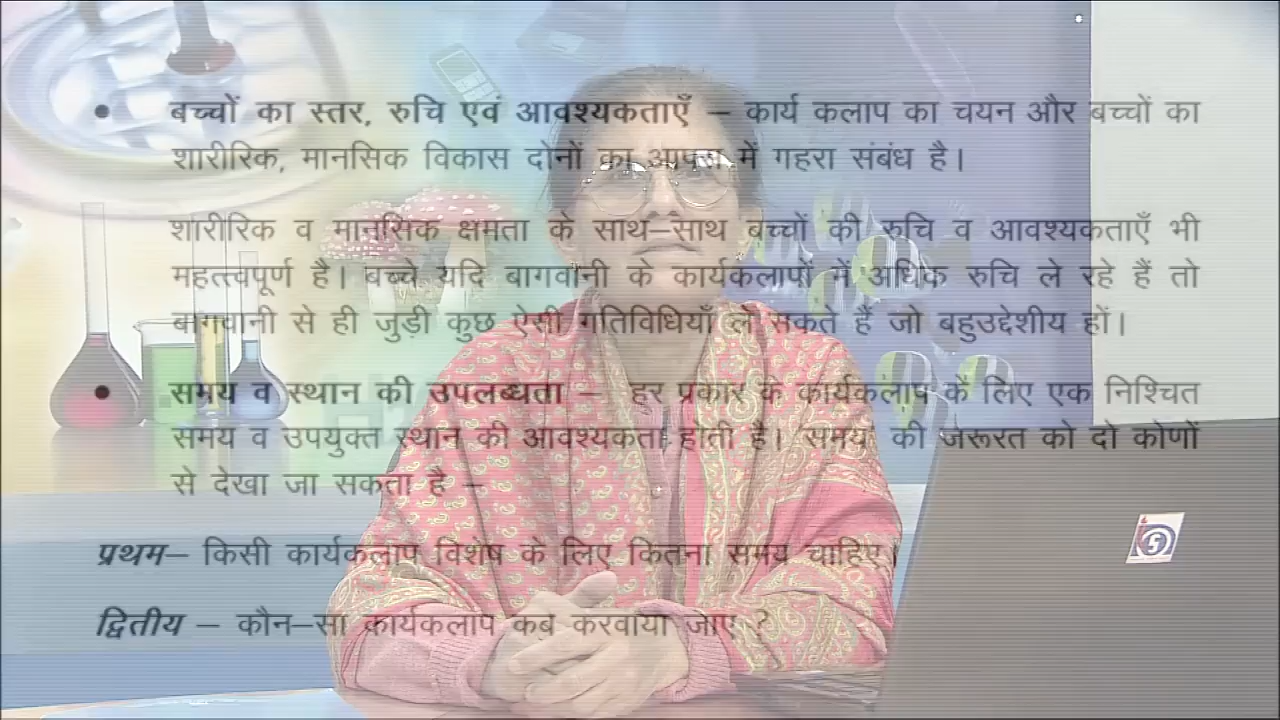 • बच्चों का स्तर, रुचि एवं आवश्यकताएँ – कार्य कलाप का चयन और बच्चों का
शारीरिक, मानसिक विकास दोनों का आपस में गहरा संबंध है।
शारीरिक व मानसिक क्षमता के साथ–साथ बच्चों की रुचि व आवश्यकताएँ भी
महत्त्वपूर्ण है। बच्चे यदि बागवानी के कार्यकलापों में अधिक रुचि ले रहे हैं तो
बागवानी से ही जुड़ी कुछ ऐसी गतिविधियाँ ले सकते हैं जो बहुउद्देशीय हों।
• समय व स्थान की उपलब्धता – हर प्रकार के कार्यकलाप के लिए एक निश्चित
समय व उपयुक्त स्थान की आवश्यकता होती है। समय की जरूरत को दो कोणों
से देखा जा सकता है –
प्रथम– किसी कार्यकलाप विशेष के लिए कितना समय चाहिए।
द्वितीय – कौन–सा कार्यकलाप कब करवाया जाए ?